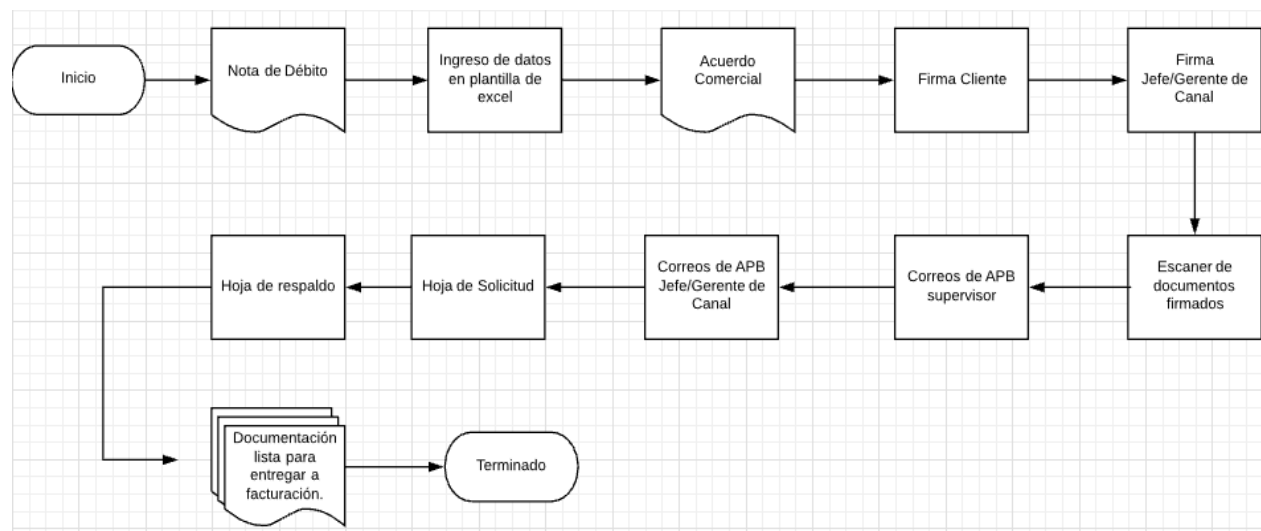 Inicio
Nota de Débito
Ingreso de datos
en plantilla de
excel
Acuerdo
Comercial
Firma Cliente
Firma
Jefe/Gerente de
Canal
Escaner de
documentos
firmados
Correos de APB
supervisor
Correos de APB
Jefe/Gerente de
Canal
Hoja de Solicitud
Hoja de respaldo
Documentación
lista para
entregar a
facturación.
Terminado